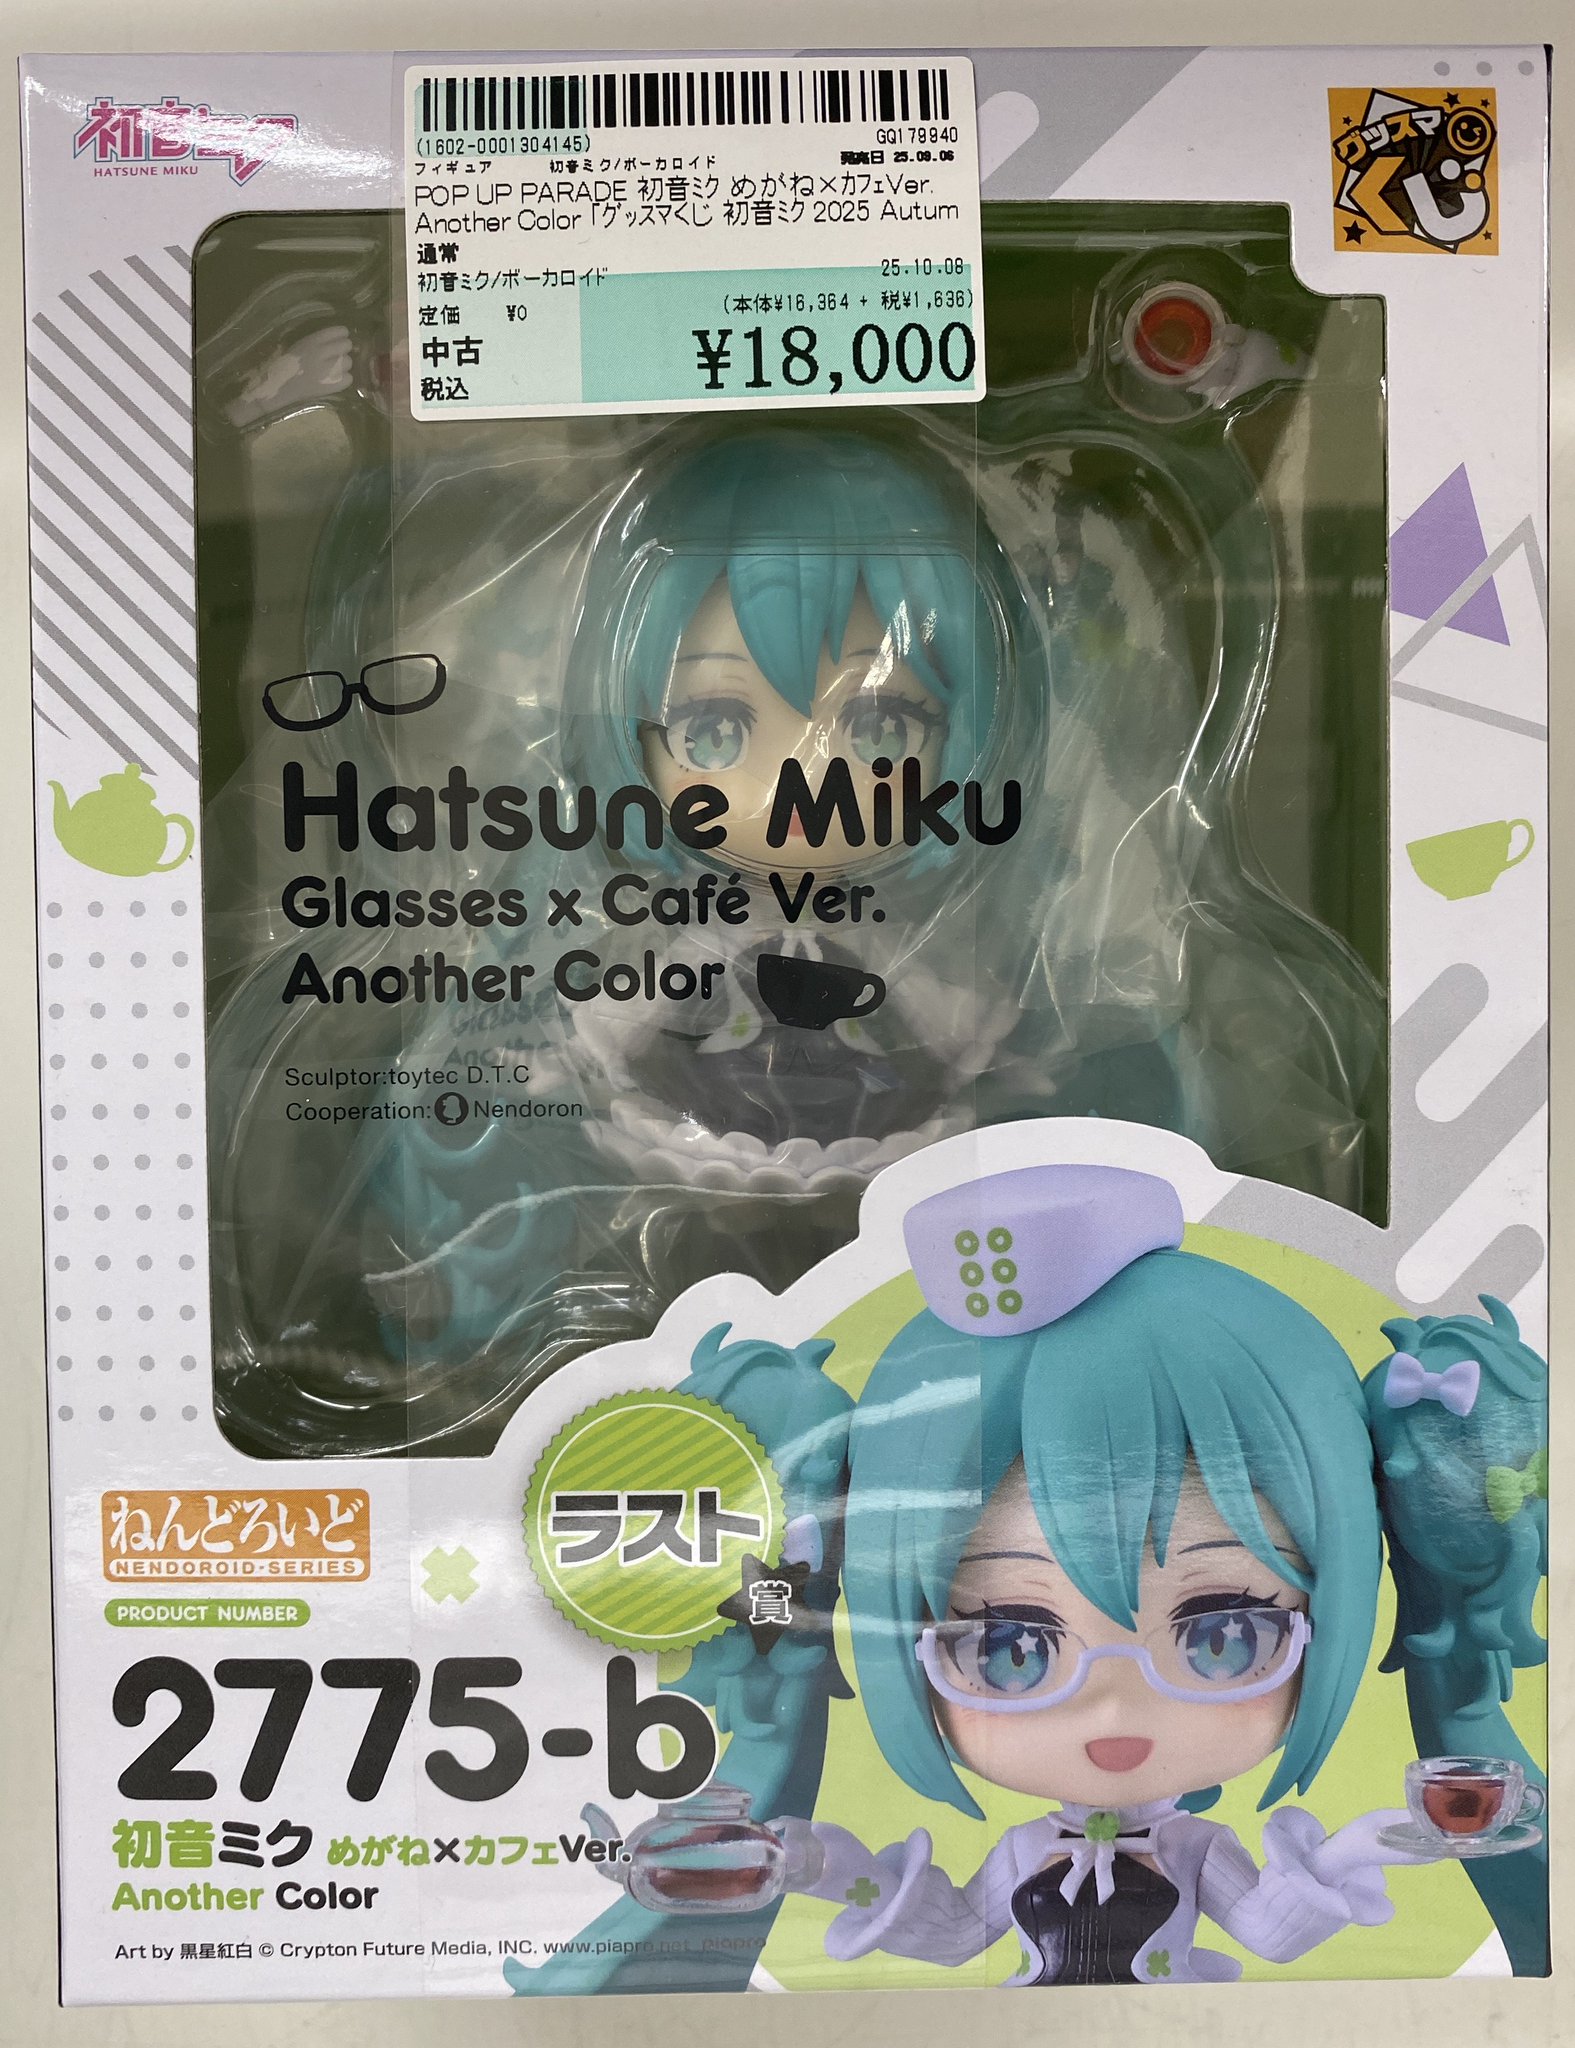 初音ミク
HATSUNE MIKU
(1602-0001304145)
GQ179940
フィギュア 初音ミク/ボーカロイド
発売日 25.09.06
POP UP PARADE 初音ミク めがね×カフェVer.
Another Color「グッスマくじ 初音ミク 2025 Autum
通常
初音ミク/ボーカロイド
25.10.08
定価 ¥0
(本体¥16,364 + 税¥1,636)
中古
税込
¥18,000
グッスマ
くじ
Hatsune Miku
Glasses x Café Ver.
Another Color
Sculptor:toytec D.T.C
Cooperation: Nendoron
ラスト
賞
ねんどろいど
NENDOROID-SERIES
PRODUCT NUMBER
2775-b
初音ミク めがね×カフェVer.
Another Color
Art by 黒星紅白 © Crypton Future Media, INC. www.piapro.net piapro